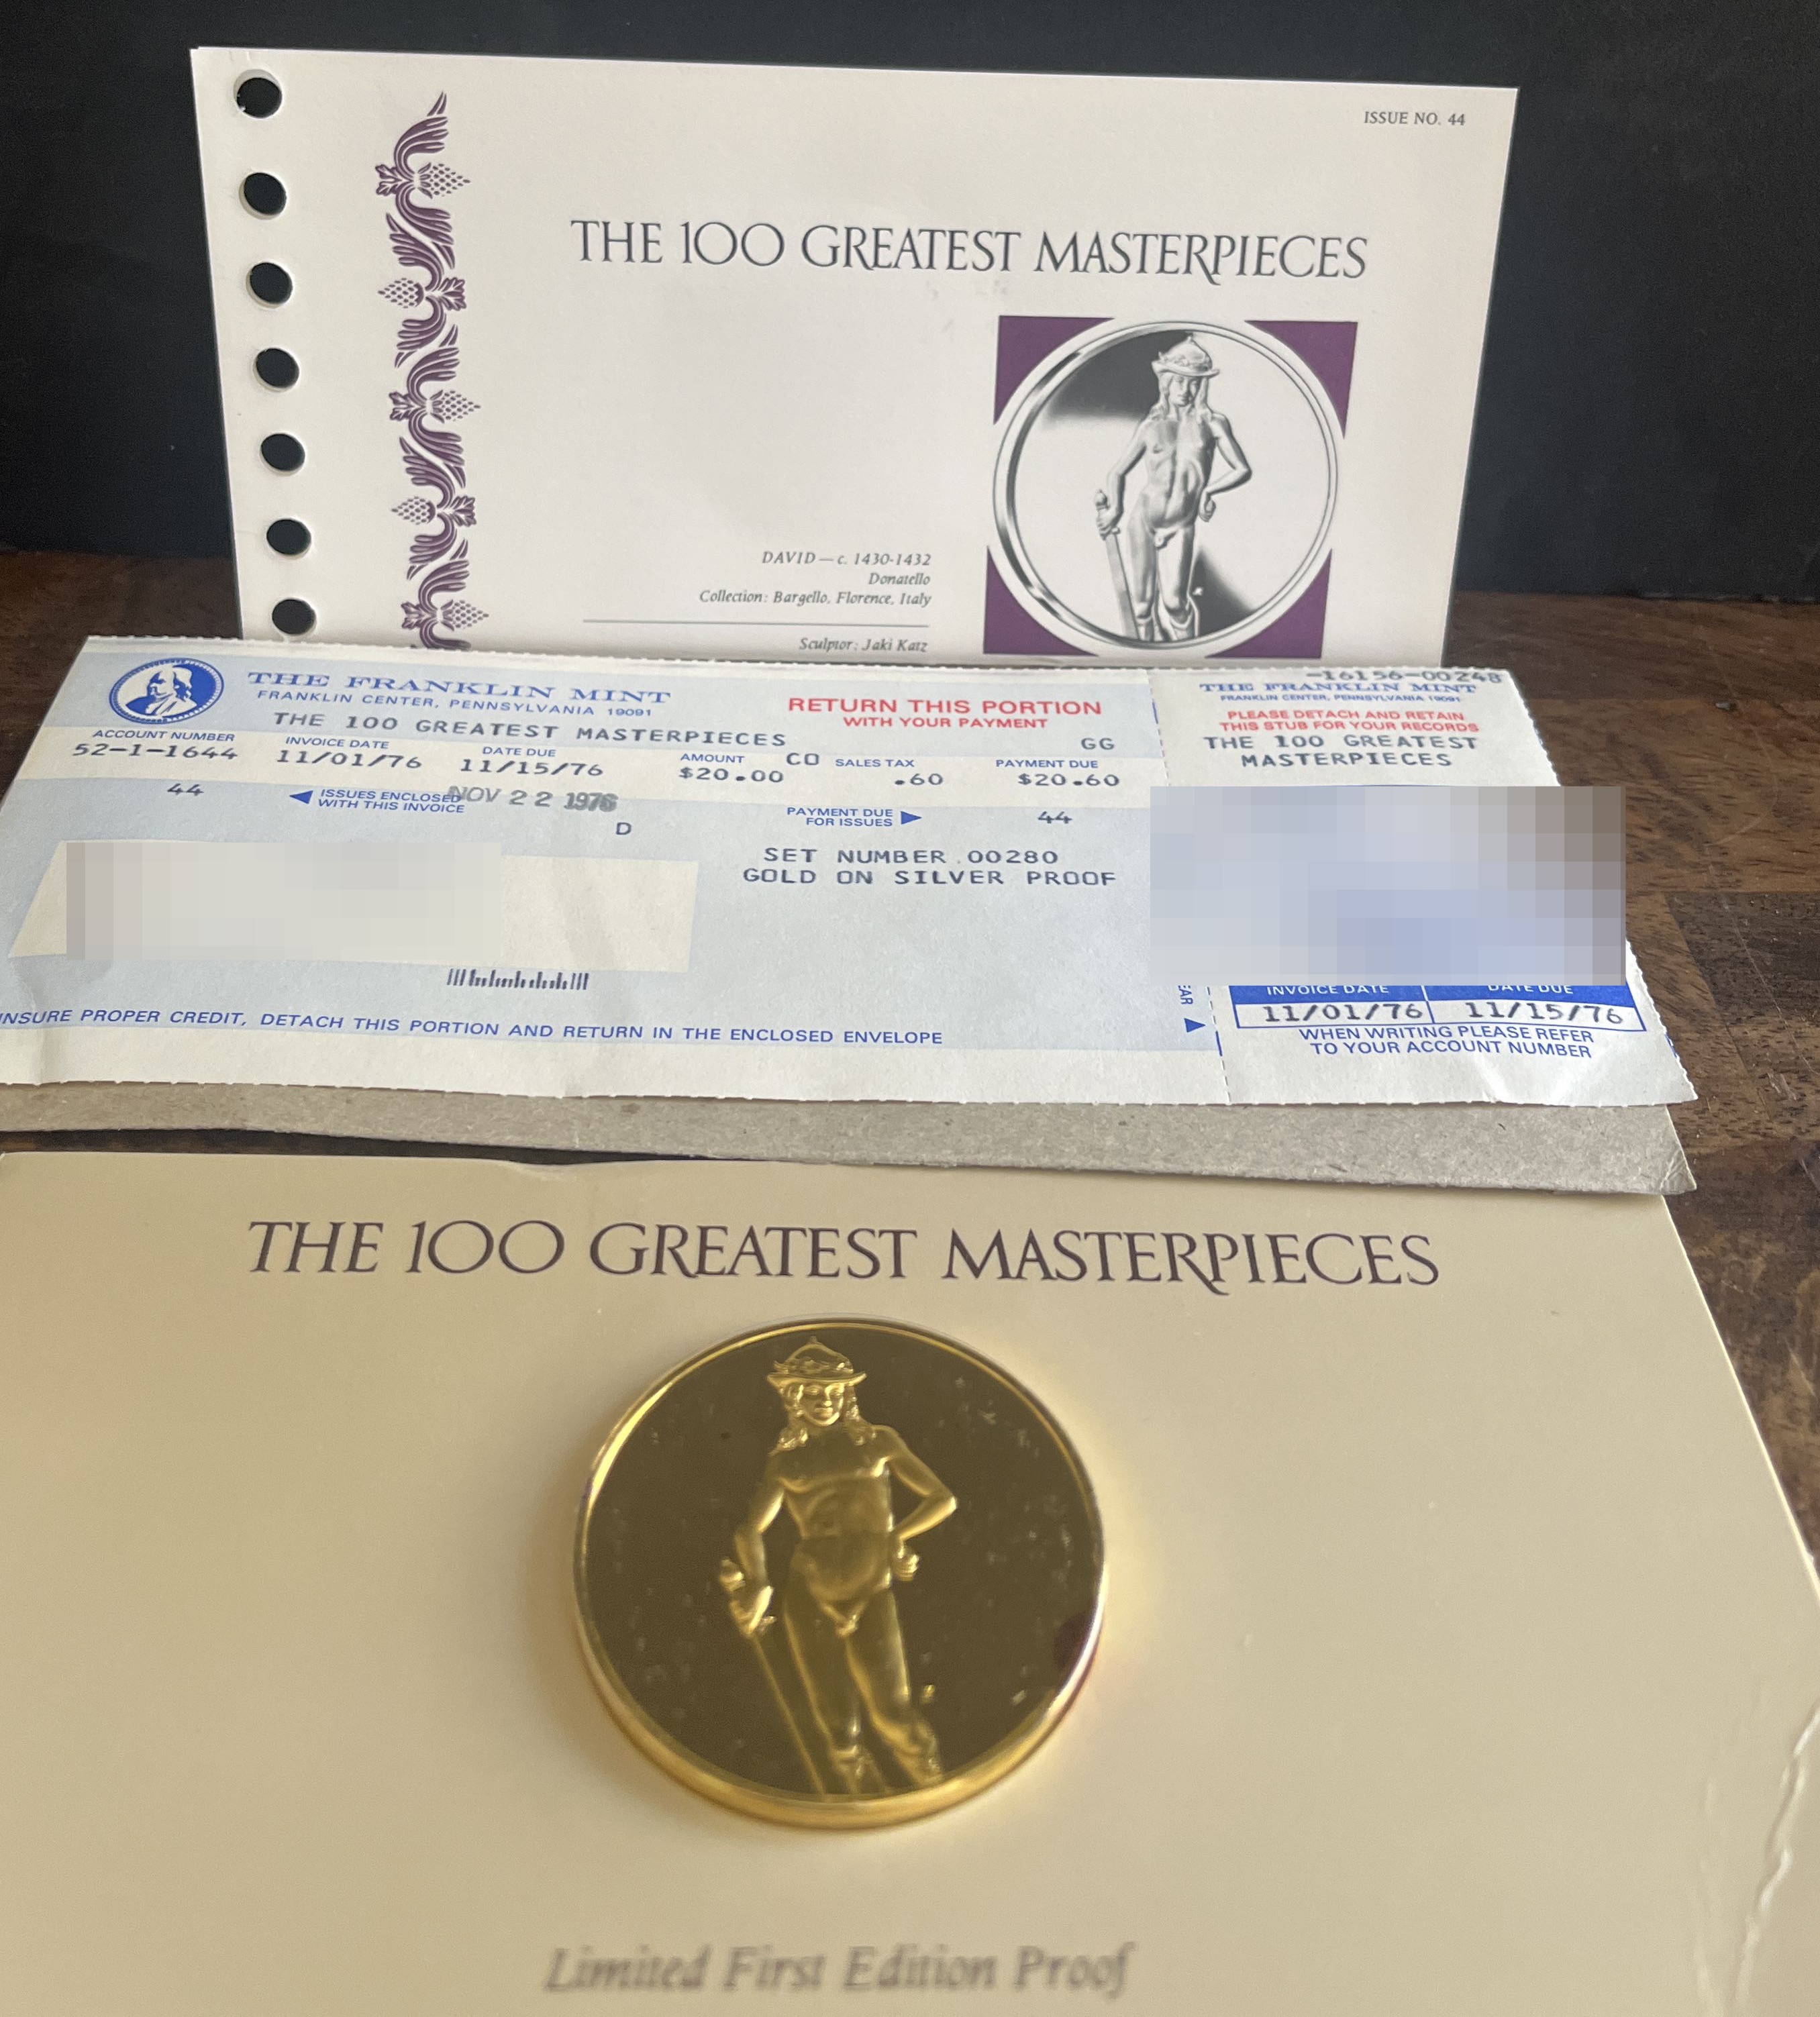 ISSUE NO. 44
THE 100 GREATEST MASTERPIECES
DAVID — c. 1430-1432
Donatello
Collection: Bargello, Florence, Italy
Sculptor: Jaki Katz
THE FRANKLIN MINT
FRANKLIN CENTER, PENNSYLVANIA 19091
THE 100 GREATEST MASTERPIECES
RETURN THIS PORTION
WITH YOUR PAYMENT
GG
ACCOUNT NUMBER
52-1-1644
INVOICE DATE
11/01/76
DATE DUE
11/15/76
AMOUNT
$20.00
CO
SALES TAX
.60
PAYMENT DUE
$20.60
44
ISSUES ENCLOSED
WITH THIS INVOICE
NOV 22 1976
D
PAYMENT DUE
FOR ISSUES
44
SET NUMBER 00280
GOLD ON SILVER PROOF
INSURE PROPER CREDIT, DETACH THIS PORTION AND RETURN IN THE ENCLOSED ENVELOPE
-16156-00248
THE FRANKLIN MINT
FRANKLIN CENTER, PENNSYLVANIA 19091
PLEASE DETACH AND RETAIN
THIS STUB FOR YOUR RECORDS
THE 100 GREATEST
MASTERPIECES
INVOICE DATE
DATE DUE
11/01/76
11/15/76
WHEN WRITING PLEASE REFER
TO YOUR ACCOUNT NUMBER
THE 100 GREATEST MASTERPIECES
Limited First Edition Proof